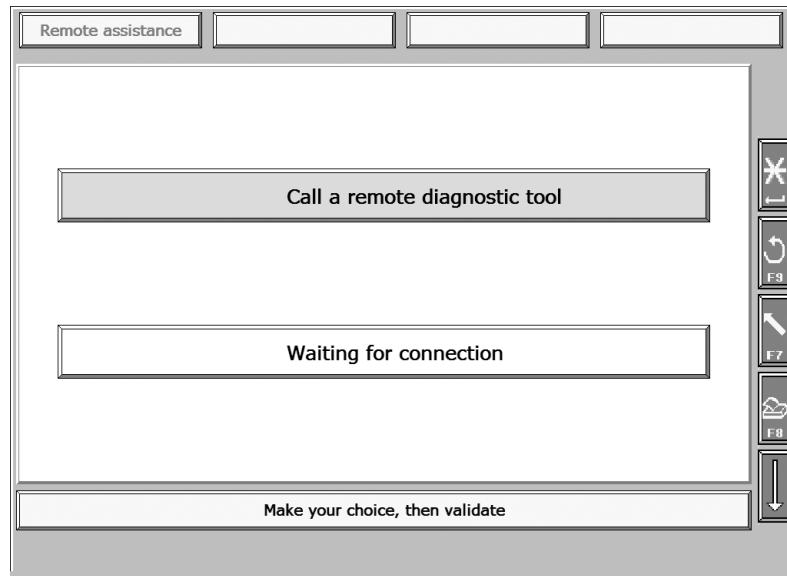 Remote assistance
Call a remote diagnostic tool
F9
Waiting for connection
F7
F8
Make your choice, then validate